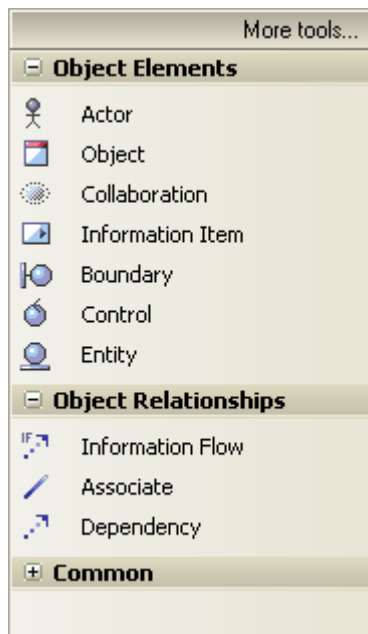 More tools...
Object Elements
Actor
Object
Collaboration
Information Item
Boundary
Control
Entity
Object Relationships
IF
Information Flow
Associate
Dependency
Common